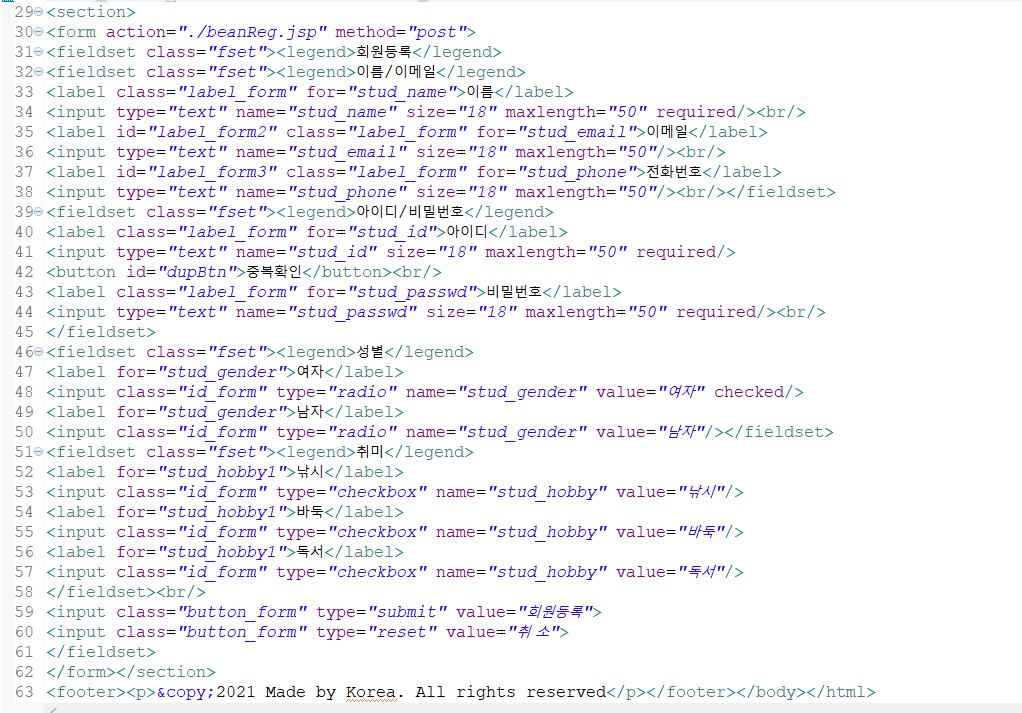 29 <section>
30 <form action="./beanReg.jsp" method="post">
31 <fieldset class="fset"><legend>회원등록</legend>
32 <fieldset class="fset"><legend>이름/이메일</legend>
33 <label class="label_form" for="stud_name">이름</label>
34 <input type="text" name="stud_name" size="18" maxlength="50" required/><br/>
35 <label id="label_form2" class="label_form" for="stud_email">이메일</label>
36 <input type="text" name="stud_email" size="18" maxlength="50"/><br/>
37 <label id="label_form3" class="label_form" for="stud_phone">전화번호</label>
38 <input type="text" name="stud_phone" size="18" maxlength="50"/><br/></fieldset>
39 <fieldset class="fset"><legend>아이디/비밀번호</legend>
40 <label class="label_form" for="stud_id">아이디</label>
41 <input type="text" name="stud_id" size="18" maxlength="50" required/>
42 <button id="dupBtn">중복확인</button><br/>
43 <label class="label_form" for="stud_passwd">비밀번호</label>
44 <input type="text" name="stud_passwd" size="18" maxlength="50" required/><br/>
45 </fieldset>
46 <fieldset class="fset"><legend>성별</legend>
47 <label for="stud_gender">여자</label>
48 <input class="id_form" type="radio" name="stud_gender" value="여자" checked/>
49 <label for="stud_gender">남자</label>
50 <input class="id_form" type="radio" name="stud_gender" value="남자"/></fieldset>
51 <fieldset class="fset"><legend>취미</legend>
52 <label for="stud_hobby1">낚시</label>
53 <input class="id_form" type="checkbox" name="stud_hobby" value="낚시"/>
54 <label for="stud_hobby1">바둑</label>
55 <input class="id_form" type="checkbox" name="stud_hobby" value="바둑"/>
56 <label for="stud_hobby1">독서</label>
57 <input class="id_form" type="checkbox" name="stud_hobby" value="독서"/>
58 </fieldset><br/>
59 <input class="button_form" type="submit" value="회원등록">
60 <input class="button_form" type="reset" value="취 소">
61 </fieldset>
62 </form></section>
63 <footer><p>&copy;2021 Made by Korea. All rights reserved</p></footer></body></html>